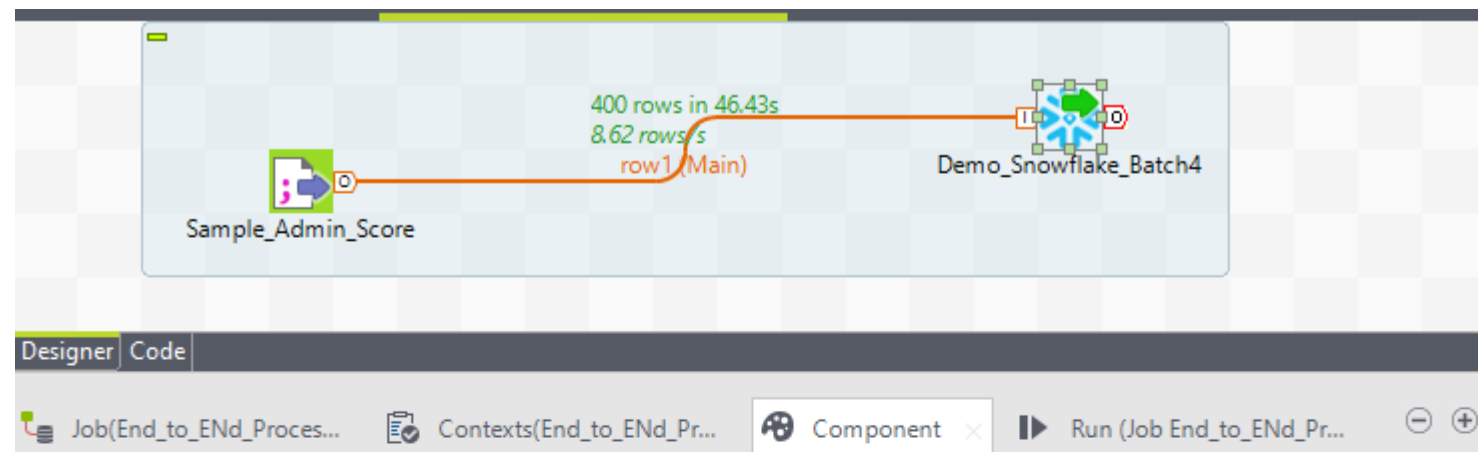 400 rows in 46.43s
8.62 rows/s
row1 (Main)
I
O
O
Demo_Snowflake_Batch4
;
Sample_Admin_Score
Designer
Code
Job(End_to_ENd_Proces...
Contexts(End_to_ENd_Pr...
Component
Run (Job End_to_ENd_Pr...